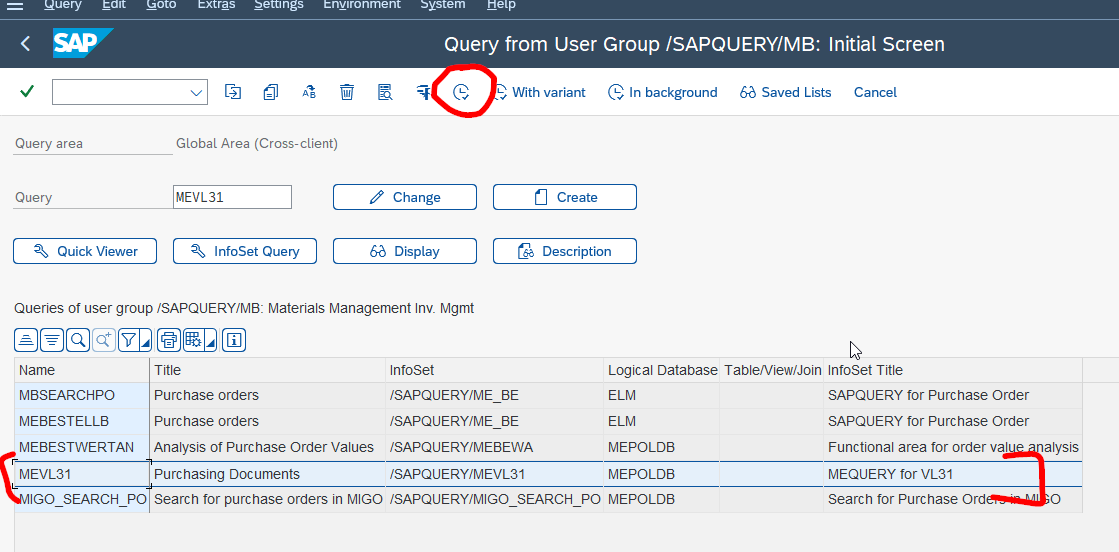 Query Edit Goto Extras Settings Environment System Help
SAP Query from User Group /SAPQUERY/MB: Initial Screen
With variant In background Saved Lists Cancel
Query area Global Area (Cross-client)
Query MEVL31 Change Create
Quick Viewer InfoSet Query Display Description
Queries of user group /SAPQUERY/MB: Materials Management Inv. Mgmt
Name Title InfoSet Logical Database Table/View/Join InfoSet Title
MBSEARCHPO Purchase orders /SAPQUERY/ME_BE ELM SAPQUERY for Purchase Order
MEBESTELLB Purchase orders /SAPQUERY/ME_BE ELM SAPQUERY for Purchase Order
MEBESTWERTAN Analysis of Purchase Order Values /SAPQUERY/MEBEWA MEPOLDB Functional area for order value analysis
MEVL31 Purchasing Documents /SAPQUERY/MEVL31 MEPOLDB MEQUERY for VL31
MIGO_SEARCH_PO Search for purchase orders in MIGO /SAPQUERY/MIGO_SEARCH_PO MEPOLDB Search for Purchase Orders in MIGO